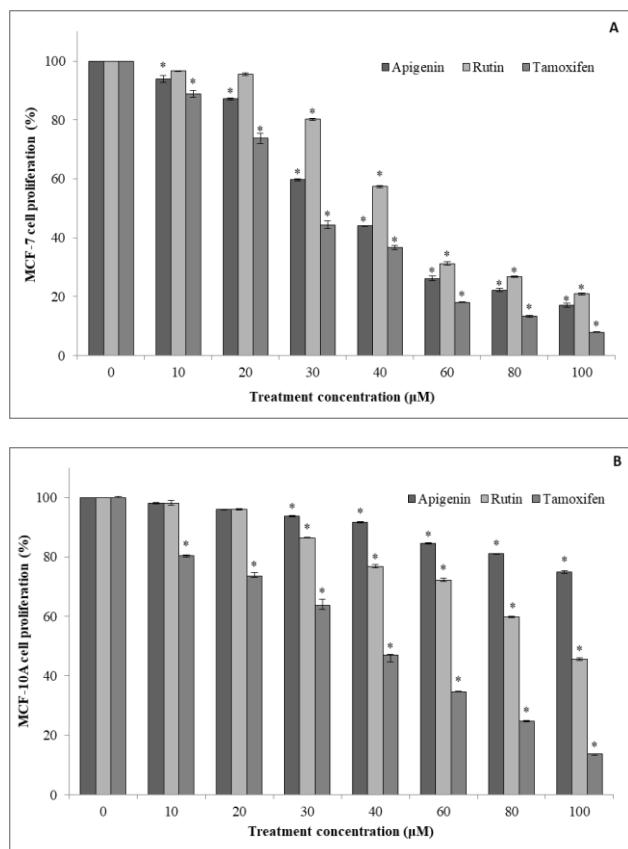 A
Apigenin Rutin Tamoxifen
MCF-7 cell proliferation (%)
100
80
60
40
20
0
* * * * * * * * * * * * * * * * * * *
0 10 20 30 40 60 80 100
Treatment concentration (µM)
B
Apigenin Rutin Tamoxifen
MCF-10A cell proliferation (%)
100
80
60
40
20
0
* * * * * * * * * * * * * * * * *
0 10 20 30 40 60 80 100
Treatment concentration (µM)